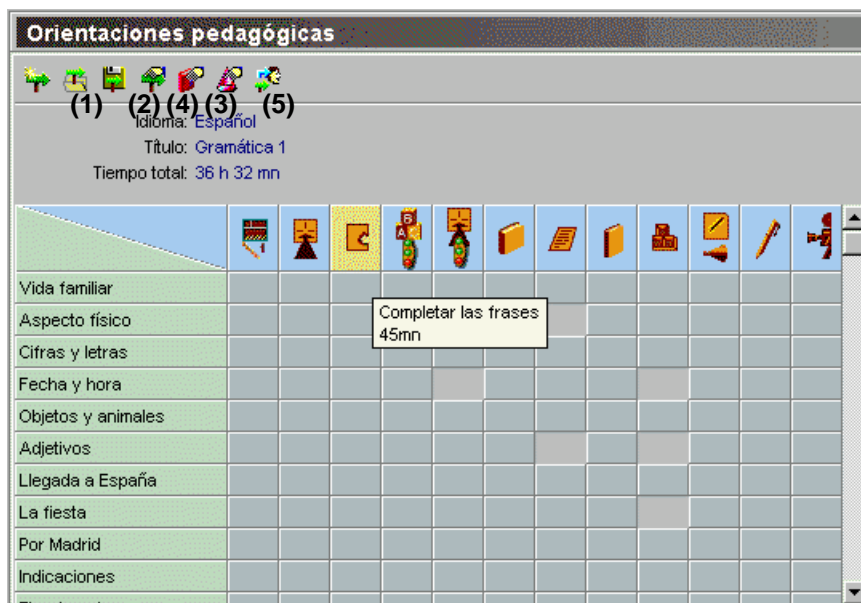 Orientaciones pedagógicas
(1) (2) (4) (3) (5)
Idioma: Español
Título: Gramática 1
Tiempo total: 36 h 32 mn
Vida familiar
Aspecto físico
Completar las frases
45mn
Cifras y letras
Fecha y hora
Objetos y animales
Adjetivos
Llegada a España
La fiesta
Por Madrid
Indicaciones